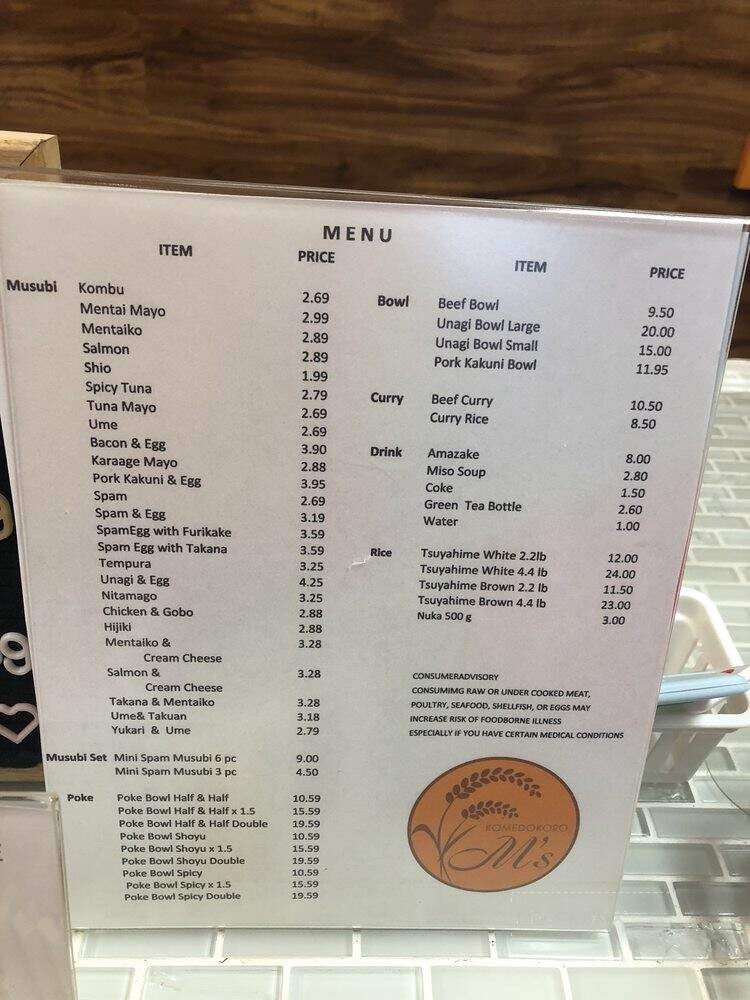 MENU
ITEM PRICE
Musubi Kombu 2.69
Mentai Mayo 2.99
Mentaiko 2.89
Salmon 2.89
Shio 1.99
Spicy Tuna 2.79
Tuna Mayo 2.69
Ume 2.69
Bacon & Egg 3.90
Karaage Mayo 2.88
Pork Kakuni & Egg 3.95
Spam 2.69
Spam & Egg 3.19
SpamEgg with Furikake 3.59
Spam Egg with Takana 3.59
Tempura 3.25
Unagi & Egg 4.25
Nitamago 3.25
Chicken & Gobo 2.88
Hijiki 2.88
Mentaiko & 3.28
Cream Cheese
Salmon & 3.28
Cream Cheese
Takana & Mentaiko 3.28
Ume& Takuan 3.18
Yukari & Ume 2.79
Musubi Set Mini Spam Musubi 6 pc 9.00
Mini Spam Musubi 3 pc 4.50
Poke Poke Bowl Half & Half 10.59
Poke Bowl Half & Half x 1.5 15.59
Poke Bowl Half & Half Double 19.59
Poke Bowl Shoyu 10.59
Poke Bowl Shoyu x 1.5 15.59
Poke Bowl Shoyu Double 19.59
Poke Bowl Spicy 10.59
Poke Bowl Spicy x 1.5 15.59
Poke Bowl Spicy Double 19.59
ITEM PRICE
Bowl Beef Bowl 9.50
Unagi Bowl Large 20.00
Unagi Bowl Small 15.00
Pork Kakuni Bowl 11.95
Curry Beef Curry 10.50
Curry Rice 8.50
Drink Amazake 8.00
Miso Soup 2.80
Coke 1.50
Green Tea Bottle 2.60
Water 1.00
Rice Tsuyahime White 2.2lb 12.00
Tsuyahime White 4.4 lb 24.00
Tsuyahime Brown 2.2 lb 11.50
Tsuyahime Brown 4.4 lb 23.00
Nuka 500 g 3.00
CONSUMERADVISORY
CONSUMIMG RAW OR UNDER COOKED MEAT,
POULTRY, SEAFOOD, SHELLFISH, OR EGGS MAY
INCREASE RISK OF FOODBORNE ILLNESS
ESPECIALLY IF YOU HAVE CERTAIN MEDICAL CONDITIONS
KOMEDOKORO
M's